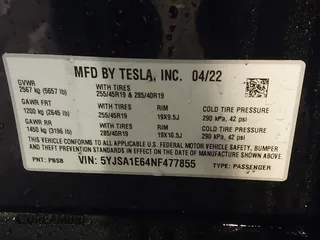 MFD BY TESLA, INC. 04/22
GVWR
2567 kg (5657 lb)
WITH TIRES
255/45R19 & 285/40R19
GAWR FRT
1200 kg (2645 lb)
WITH TIRES
255/45R19
RIM
19X9.5J
COLD TIRE PRESSURE
290 kPa, 42 psi
GAWR RR
1450 kg (3196 lb)
WITH TIRES
285/40R19
RIM
19X10.5J
COLD TIRE PRESSURE
290 kPa, 42 psi
THIS VEHICLE CONFORMS TO ALL APPLICABLE U.S. FEDERAL MOTOR VEHICLE SAFETY, BUMPER,
AND THEFT PREVENTION STANDARDS IN EFFECT ON THE DATE OF MANUFACTURE SHOWN ABOVE.
PNT: PBSB VIN: 5YJSA1E64NF477855 TYPE: PASSENGER